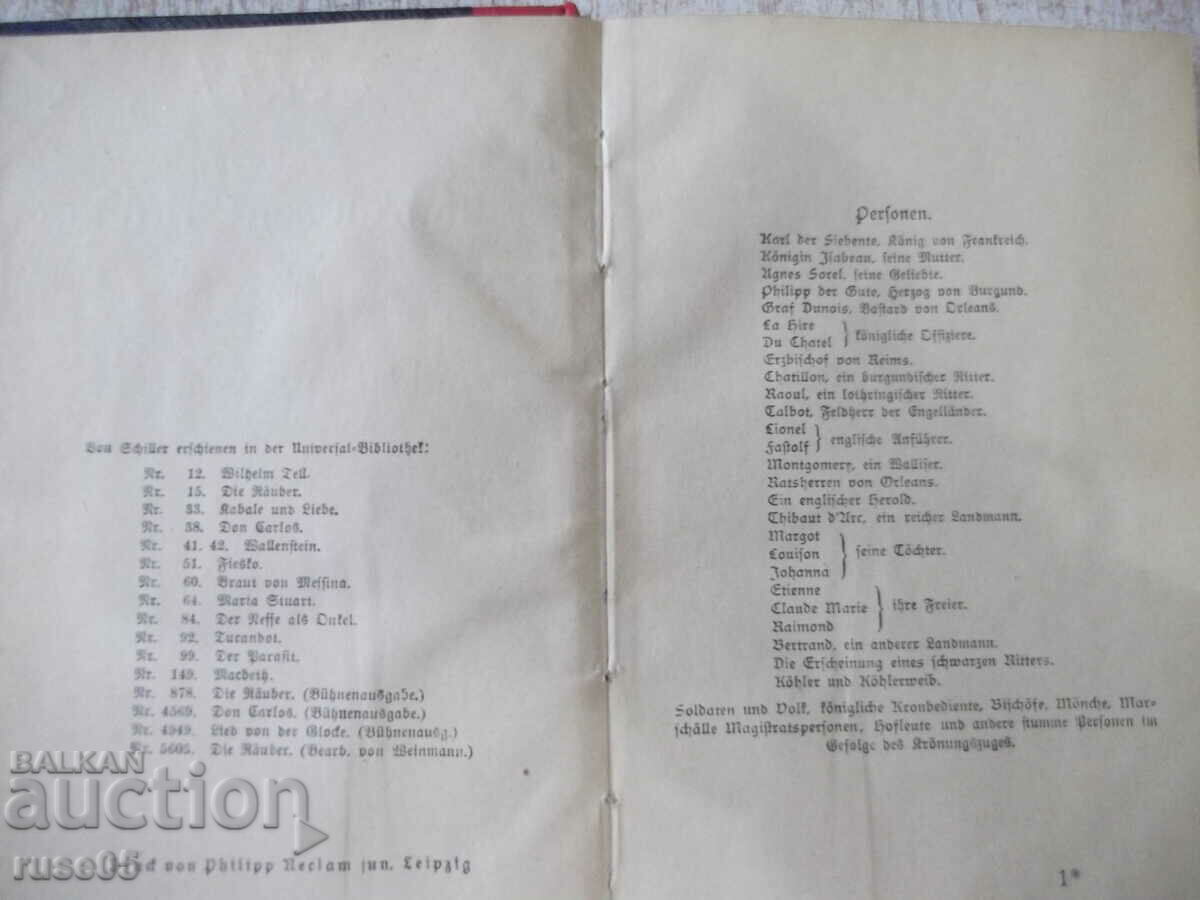 Von Schiller erschienen in der Universal-Bibliothek:
Nr. 12. Wilhelm Tell.
Nr. 15. Die Räuber.
Nr. 33. Kabale und Liebe.
Nr. 38. Don Carlos.
Nr. 41. 42. Wallenstein.
Nr. 51. Fiesko.
Nr. 60. Braut von Messina.
Nr. 64. Maria Stuart.
Nr. 84. Der Neffe als Onkel.
Nr. 92. Turandot.
Nr. 99. Der Parasit.
Nr. 149. Macbeth.
Nr. 878. Die Räuber. (Bühnenausgabe.)
Nr. 4569. Don Carlos. (Bühnenausgabe.)
Nr. 4949. Lied von der Glocke. (Bühnenausg.)
Nr. 5605. Die Räuber. (Bearb. von Weinmann.)
von Philipp Reclam jun. Leipzig
Personen.
Karl der Siebente, König von Frankreich.
Königin Isabeau, seine Mutter.
Agnes Sorel, seine Geliebte.
Philipp der Gute, Herzog von Burgund.
Graf Dunois, Bastard von Orleans.
La Hire
Du Chatel } königliche Offiziere.
Erzbischof von Reims.
Chatillon, ein burgundischer Ritter.
Raoul, ein lothringischer Ritter.
Talbot, Feldherr der Engelländer.
Lionel
Fastolf } englische Anführer.
Montgomery, ein Walliser.
Ratsherren von Orleans.
Ein englischer Herold.
Thibaut d'Arc, ein reicher Landmann.
Margot
Louison } seine Töchter.
Johanna
Etienne
Claude Marie } ihre Freier.
Raimond
Bertrand, ein anderer Landmann.
Die Erscheinung eines schwarzen Ritters.
Köhler und Köhlerweib.
Soldaten und Volk, königliche Kronbediente, Bischöfe, Mönche, Mar-
schälle Magistratspersonen, Hofleute und andere stumme Personen im
Gefolge des Krönungszuges.
1*
BALKAN
auction
ruse05